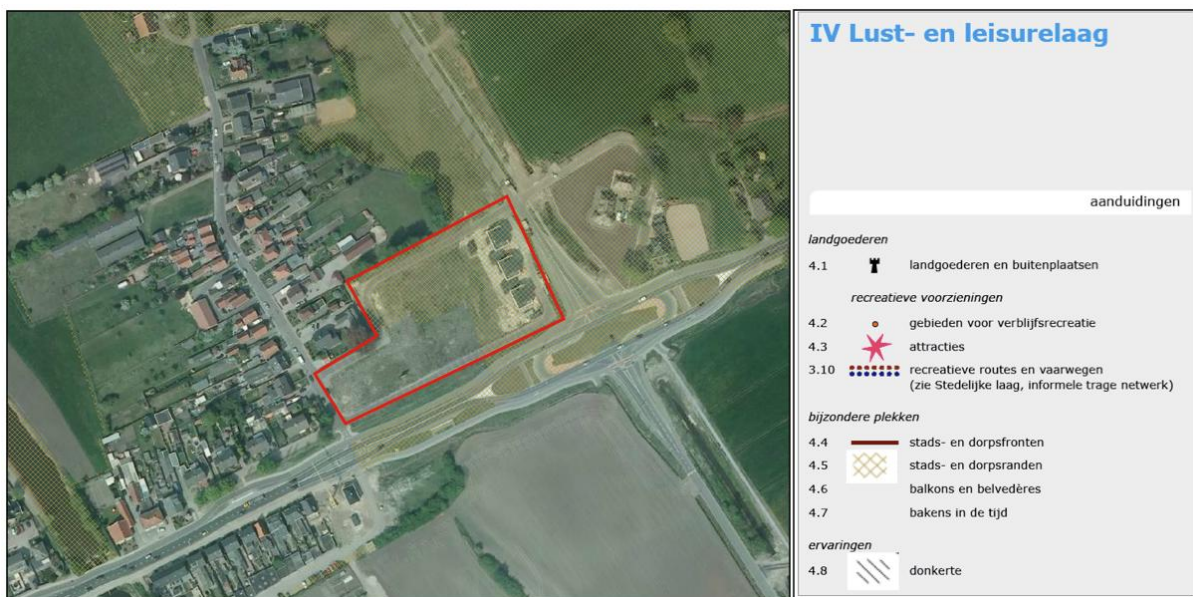 IV Lust- en leisurelaag
aanduidingen
landgoederen
4.1 landgoederen en buitenplaatsen
recreatieve voorzieningen
4.2 gebieden voor verblijfsrecreatie
4.3 attracties
3.10 recreatieve routes en vaarwegen
(zie Stedelijke laag, informele trage netwerk)
bijzondere plekken
4.4 stads- en dorpsfronten
4.5 stads- en dorpsranden
4.6 balkons en belvedères
4.7 bakens in de tijd
ervaringen
4.8 donkerte